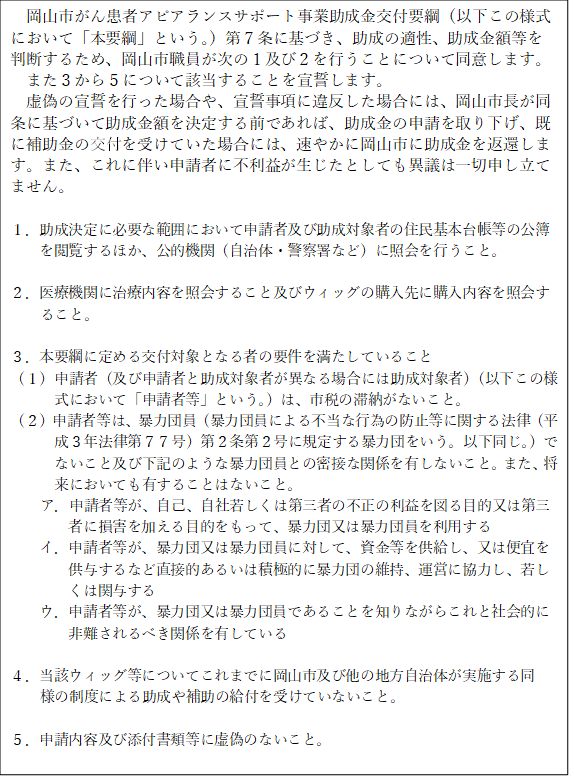 岡山市がん患者アピアランスサポート事業助成金交付要綱（以下この様式
において「本要綱」という。）第７条に基づき、助成の適性、助成金額等を
判断するため、岡山市職員が次の１及び２を行うことについて同意します。
また３から５について該当することを宣誓します。
虚偽の宣誓を行った場合や、宣誓事項に違反した場合には、岡山市長が同
条に基づいて助成金額を決定する前であれば、助成金の申請を取り下げ、既
に補助金の交付を受けていた場合には、速やかに岡山市に助成金を返還しま
す。また、これに伴い申請者に不利益が生じたとしても異議は一切申し立て
ません。
１．助成決定に必要な範囲において申請者及び助成対象者の住民基本台帳等の公簿
を閲覧するほか、公的機関（自治体・警察署など）に照会を行うこと。
２．医療機関に治療内容を照会すること及びウィッグの購入先に購入内容を照会す
ること。
３．本要綱に定める交付対象となる者の要件を満たしていること
（１）申請者（及び申請者と助成対象者が異なる場合には助成対象者）（以下この様
式において「申請者等」という。）は、市税の滞納がないこと。
（２）申請者等は、暴力団員（暴力団員による不当な行為の防止等に関する法律（平
成３年法律第７７号）第２条第２号に規定する暴力団をいう。以下同じ。）で
ないこと及び下記のような暴力団員との密接な関係を有しないこと。また、将
来においても有することはないこと。
ア．申請者等が、自己、自社若しくは第三者の不正の利益を図る目的又は第三
者に損害を加える目的をもって、暴力団又は暴力団員を利用する
イ．申請者等が、暴力団又は暴力団員に対して、資金等を供給し、又は便宜を
供与するなど直接的あるいは積極的に暴力団の維持、運営に協力し、若し
くは関与する
ウ．申請者等が、暴力団又は暴力団員であることを知りながらこれと社会的に
非難されるべき関係を有している
４．当該ウィッグ等についてこれまでに岡山市及び他の地方自治体が実施する同
様の制度による助成や補助の給付を受けていないこと。
５．申請内容及び添付書類等に虚偽のないこと。